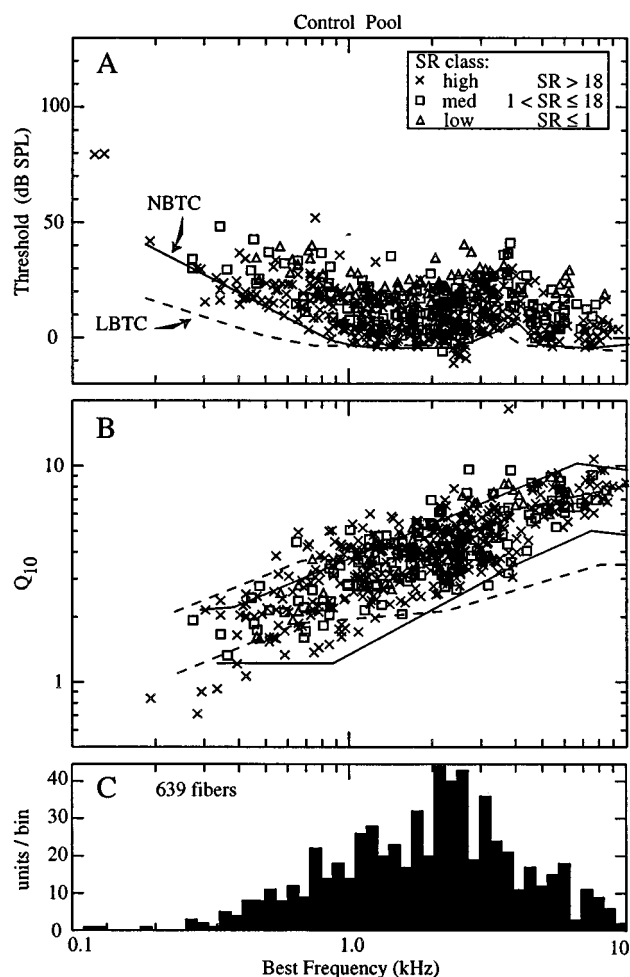 Control Pool
A
SR class:
× high SR > 18
□ med 1 < SR ≤ 18
△ low SR ≤ 1
100
50
0
Threshold (dB SPL)
NBTC
LBTC
B
10
1
Q10
C
639 fibers
40
30
20
10
0
units / bin
0.1
1.0
10
Best Frequency (kHz)